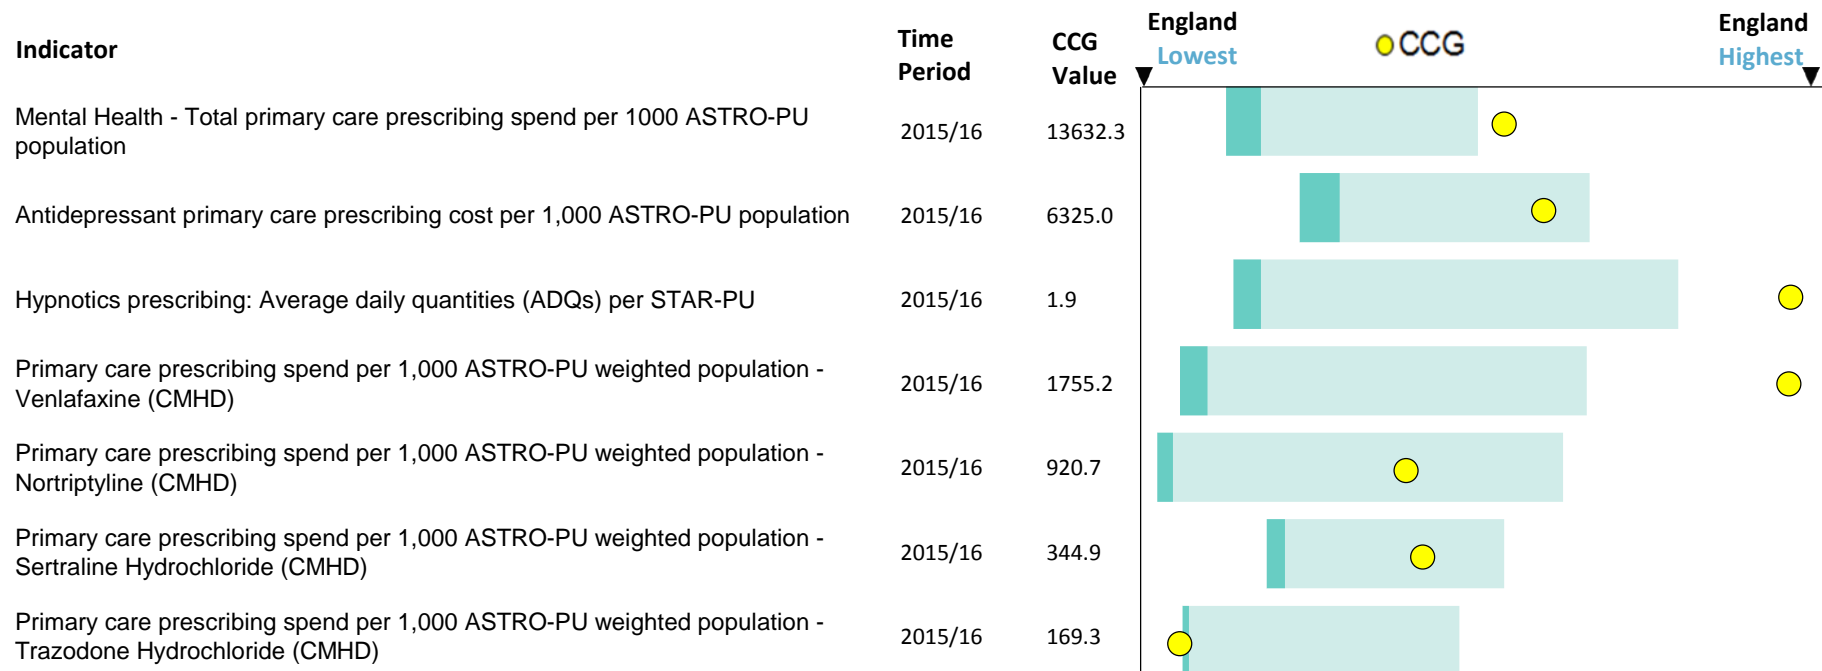 Indicator
Time Period
CCG Value
England Lowest
CCG
England Highest
Mental Health - Total primary care prescribing spend per 1000 ASTRO-PU
population
2015/16
13632.3
Antidepressant primary care prescribing cost per 1,000 ASTRO-PU population
2015/16
6325.0
Hypnotics prescribing: Average daily quantities (ADQs) per STAR-PU
2015/16
1.9
Primary care prescribing spend per 1,000 ASTRO-PU weighted population -
Venlafaxine (CMHD)
2015/16
1755.2
Primary care prescribing spend per 1,000 ASTRO-PU weighted population -
Nortriptyline (CMHD)
2015/16
920.7
Primary care prescribing spend per 1,000 ASTRO-PU weighted population -
Sertraline Hydrochloride (CMHD)
2015/16
344.9
Primary care prescribing spend per 1,000 ASTRO-PU weighted population -
Trazodone Hydrochloride (CMHD)
2015/16
169.3